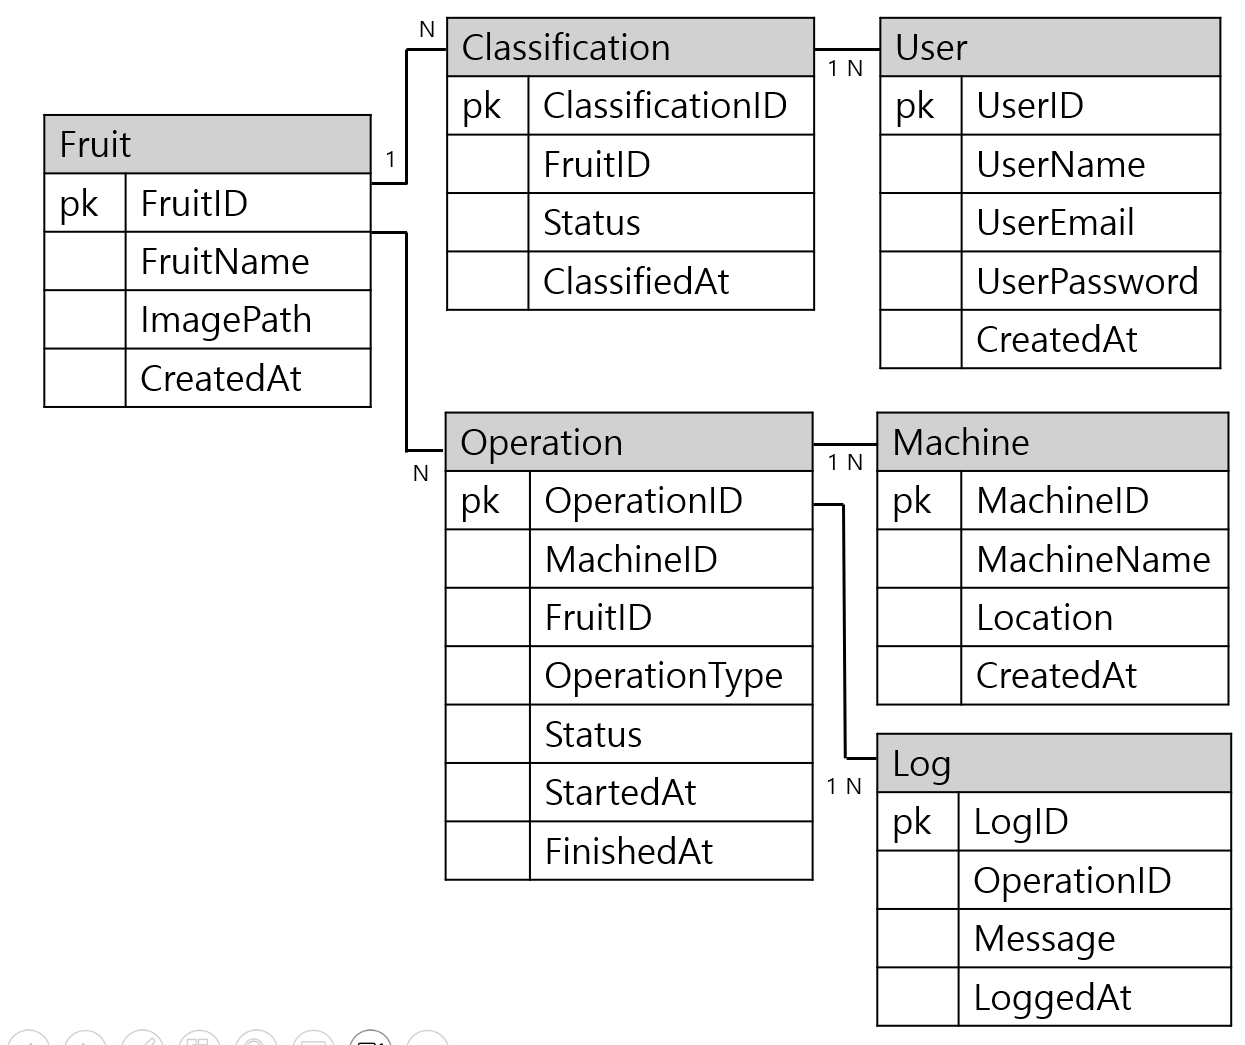 Fruit
pk FruitID
FruitName
ImagePath
CreatedAt
1
N
N
Classification
pk ClassificationID
FruitID
Status
ClassifiedAt
1 N
User
pk UserID
UserName
UserEmail
UserPassword
CreatedAt
Operation
pk OperationID
MachineID
FruitID
OperationType
Status
StartedAt
FinishedAt
1 N
Machine
pk MachineID
MachineName
Location
CreatedAt
1 N
Log
pk LogID
OperationID
Message
LoggedAt